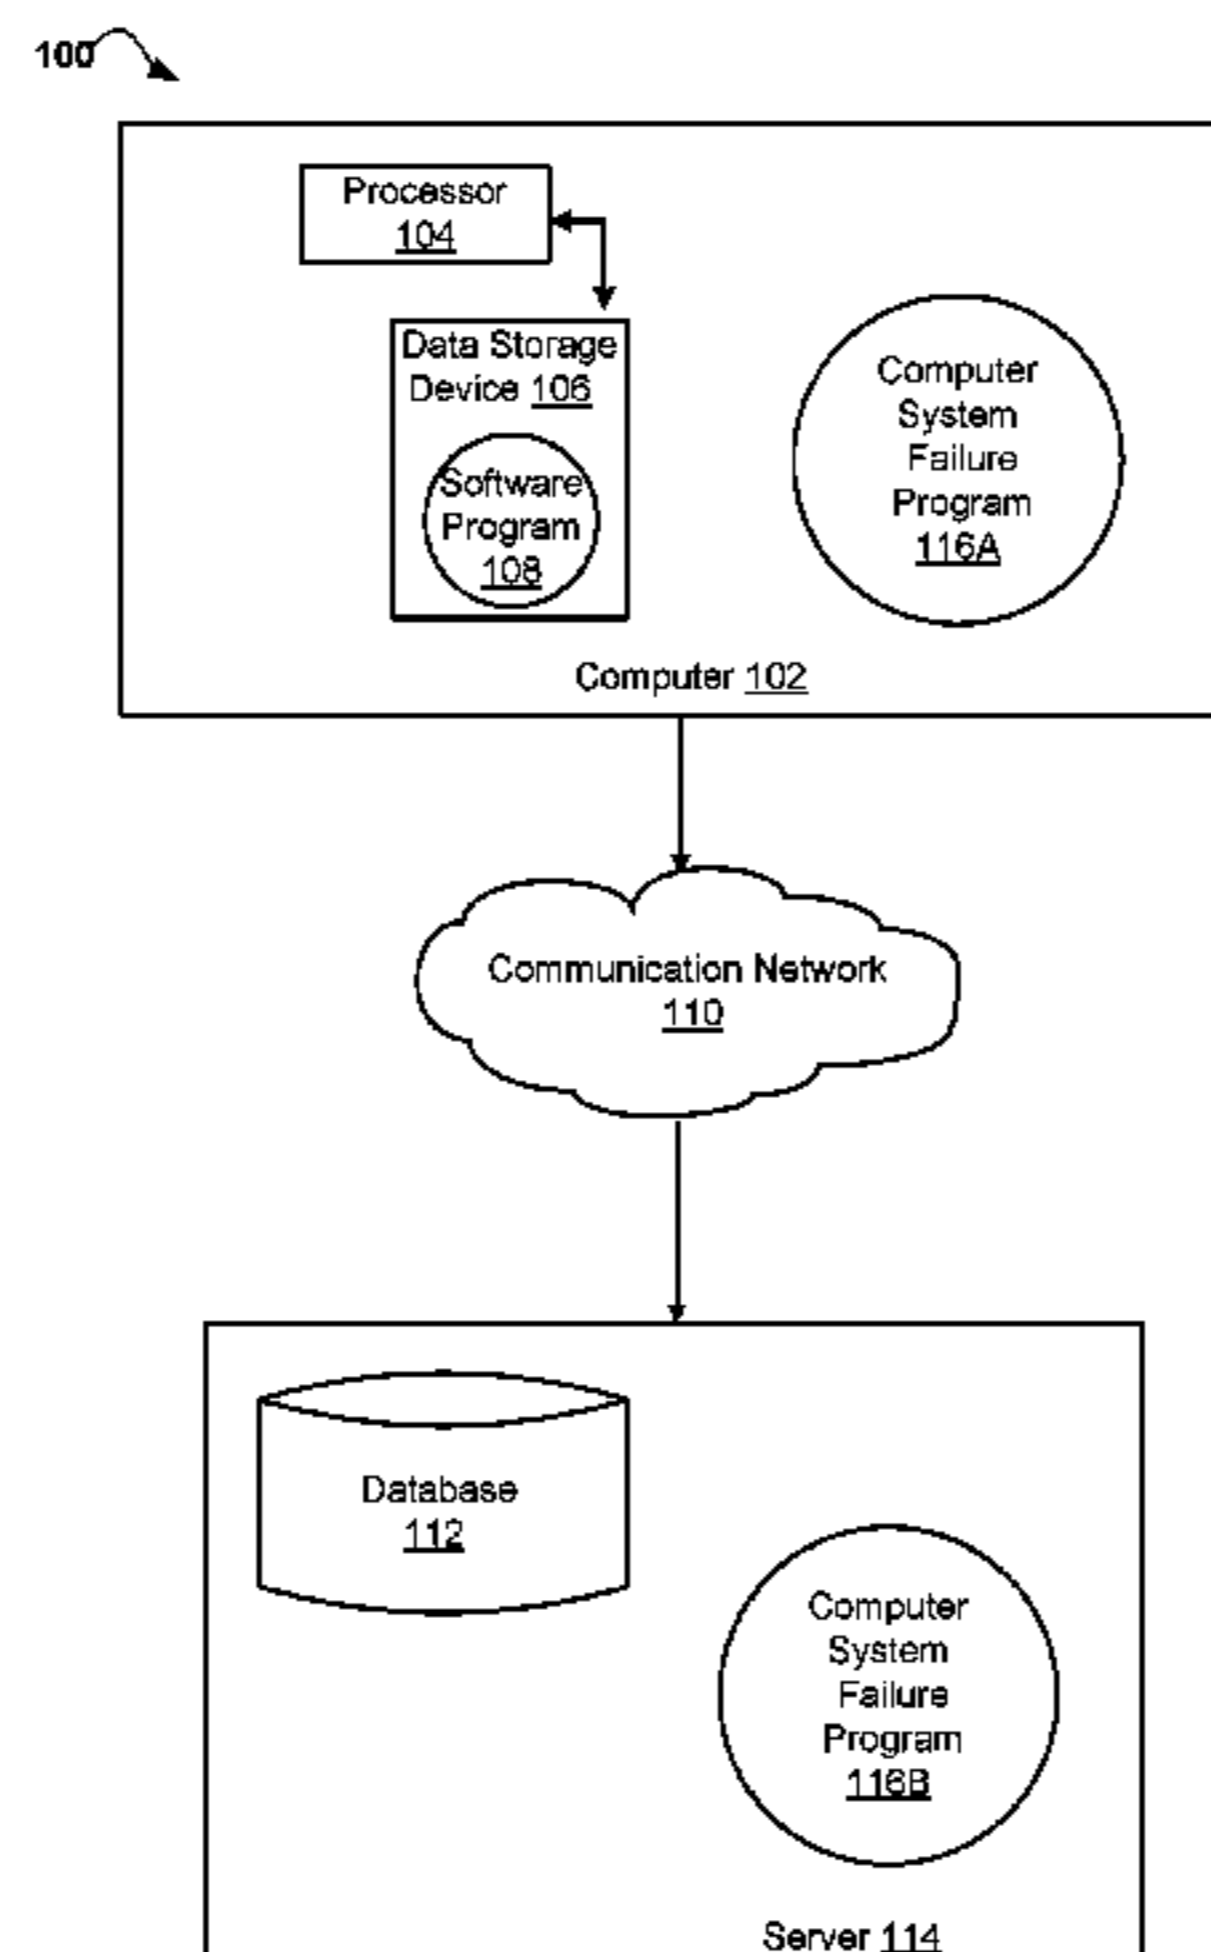 100
Processor
104
Data Storage
Device 106
Software
Program
108
Computer
System
Failure
Program
116A
Computer 102
Communication Network
110
Database
112
Computer
System
Failure
Program
116B
Server 114